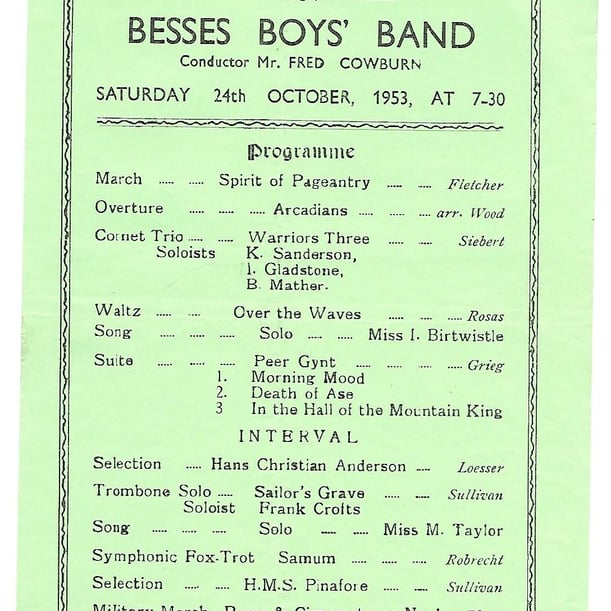 BESSES BOYS' BAND
Conductor Mr. FRED COWBURN
SATURDAY 24th OCTOBER, 1953, AT 7-30
Programme
March ..... ..... Spirit of Pageantry ..... ..... Fletcher
Overture ..... ..... ..... Arcadians ..... ..... ..... arr. Wood
Cornet Trio ..... ..... Warriors Three ..... ..... Siebert
Soloists K. Sanderson,
I. Gladstone,
B. Mather.
Waltz ..... ..... Over the Waves ..... ..... ..... Rosas
Song ..... ..... ..... Solo ..... ..... Miss I. Birtwistle
Suite ..... ..... ..... Peer Gynt ..... ..... ..... ..... Grieg
1. Morning Mood
2. Death of Ase
3 In the Hall of the Mountain King
INTERVAL
Selection ..... ..... Hans Christian Anderson ..... Loesser
Trombone Solo ..... Sailor's Grave ..... ..... Sullivan
Soloist Frank Crofts
Song ..... ..... ..... Solo ..... ..... Miss M. Taylor
Symphonic Fox-Trot Samum ..... ..... ..... Robrecht
Selection ..... ..... H.M.S. Pinafore ..... ..... Sullivan